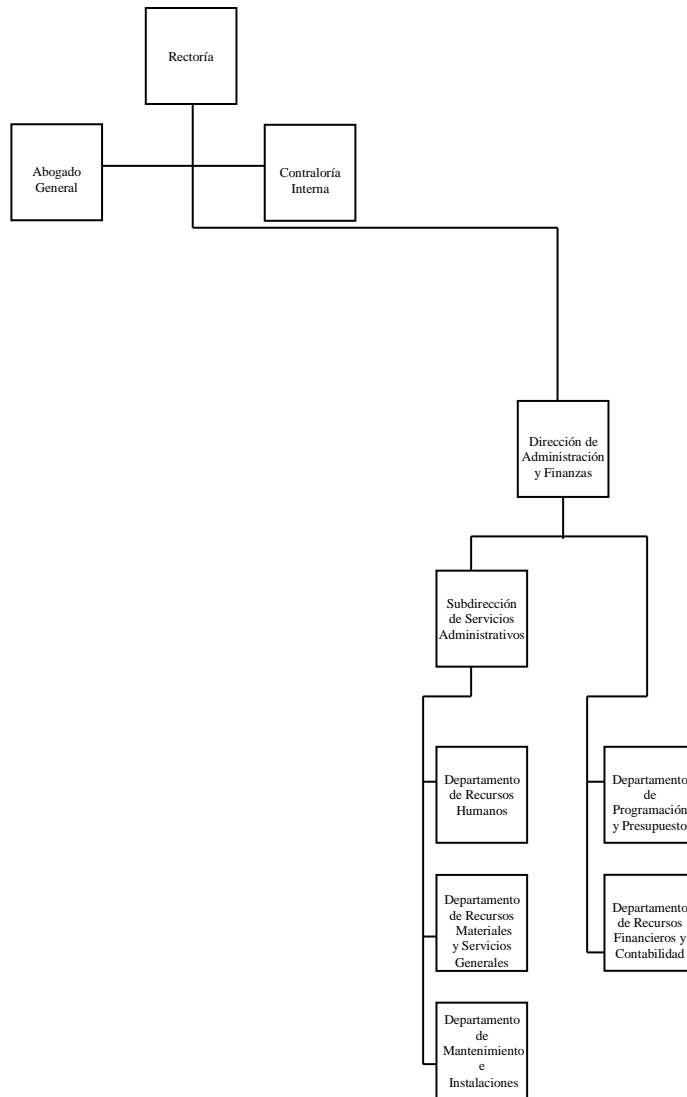 Rectoría
Abogado
General
Contraloría
Interna
Dirección de
Administración
y Finanzas
Subdirección
de Servicios
Administrativos
Departamento
de Recursos
Humanos
Departamento
de
Programación
y Presupuesto
Departamento
de Recursos
Materiales
y Servicios
Generales
Departamento
de Recursos
Financieros y
Contabilidad
Departamento
de
Mantenimiento
e
Instalaciones